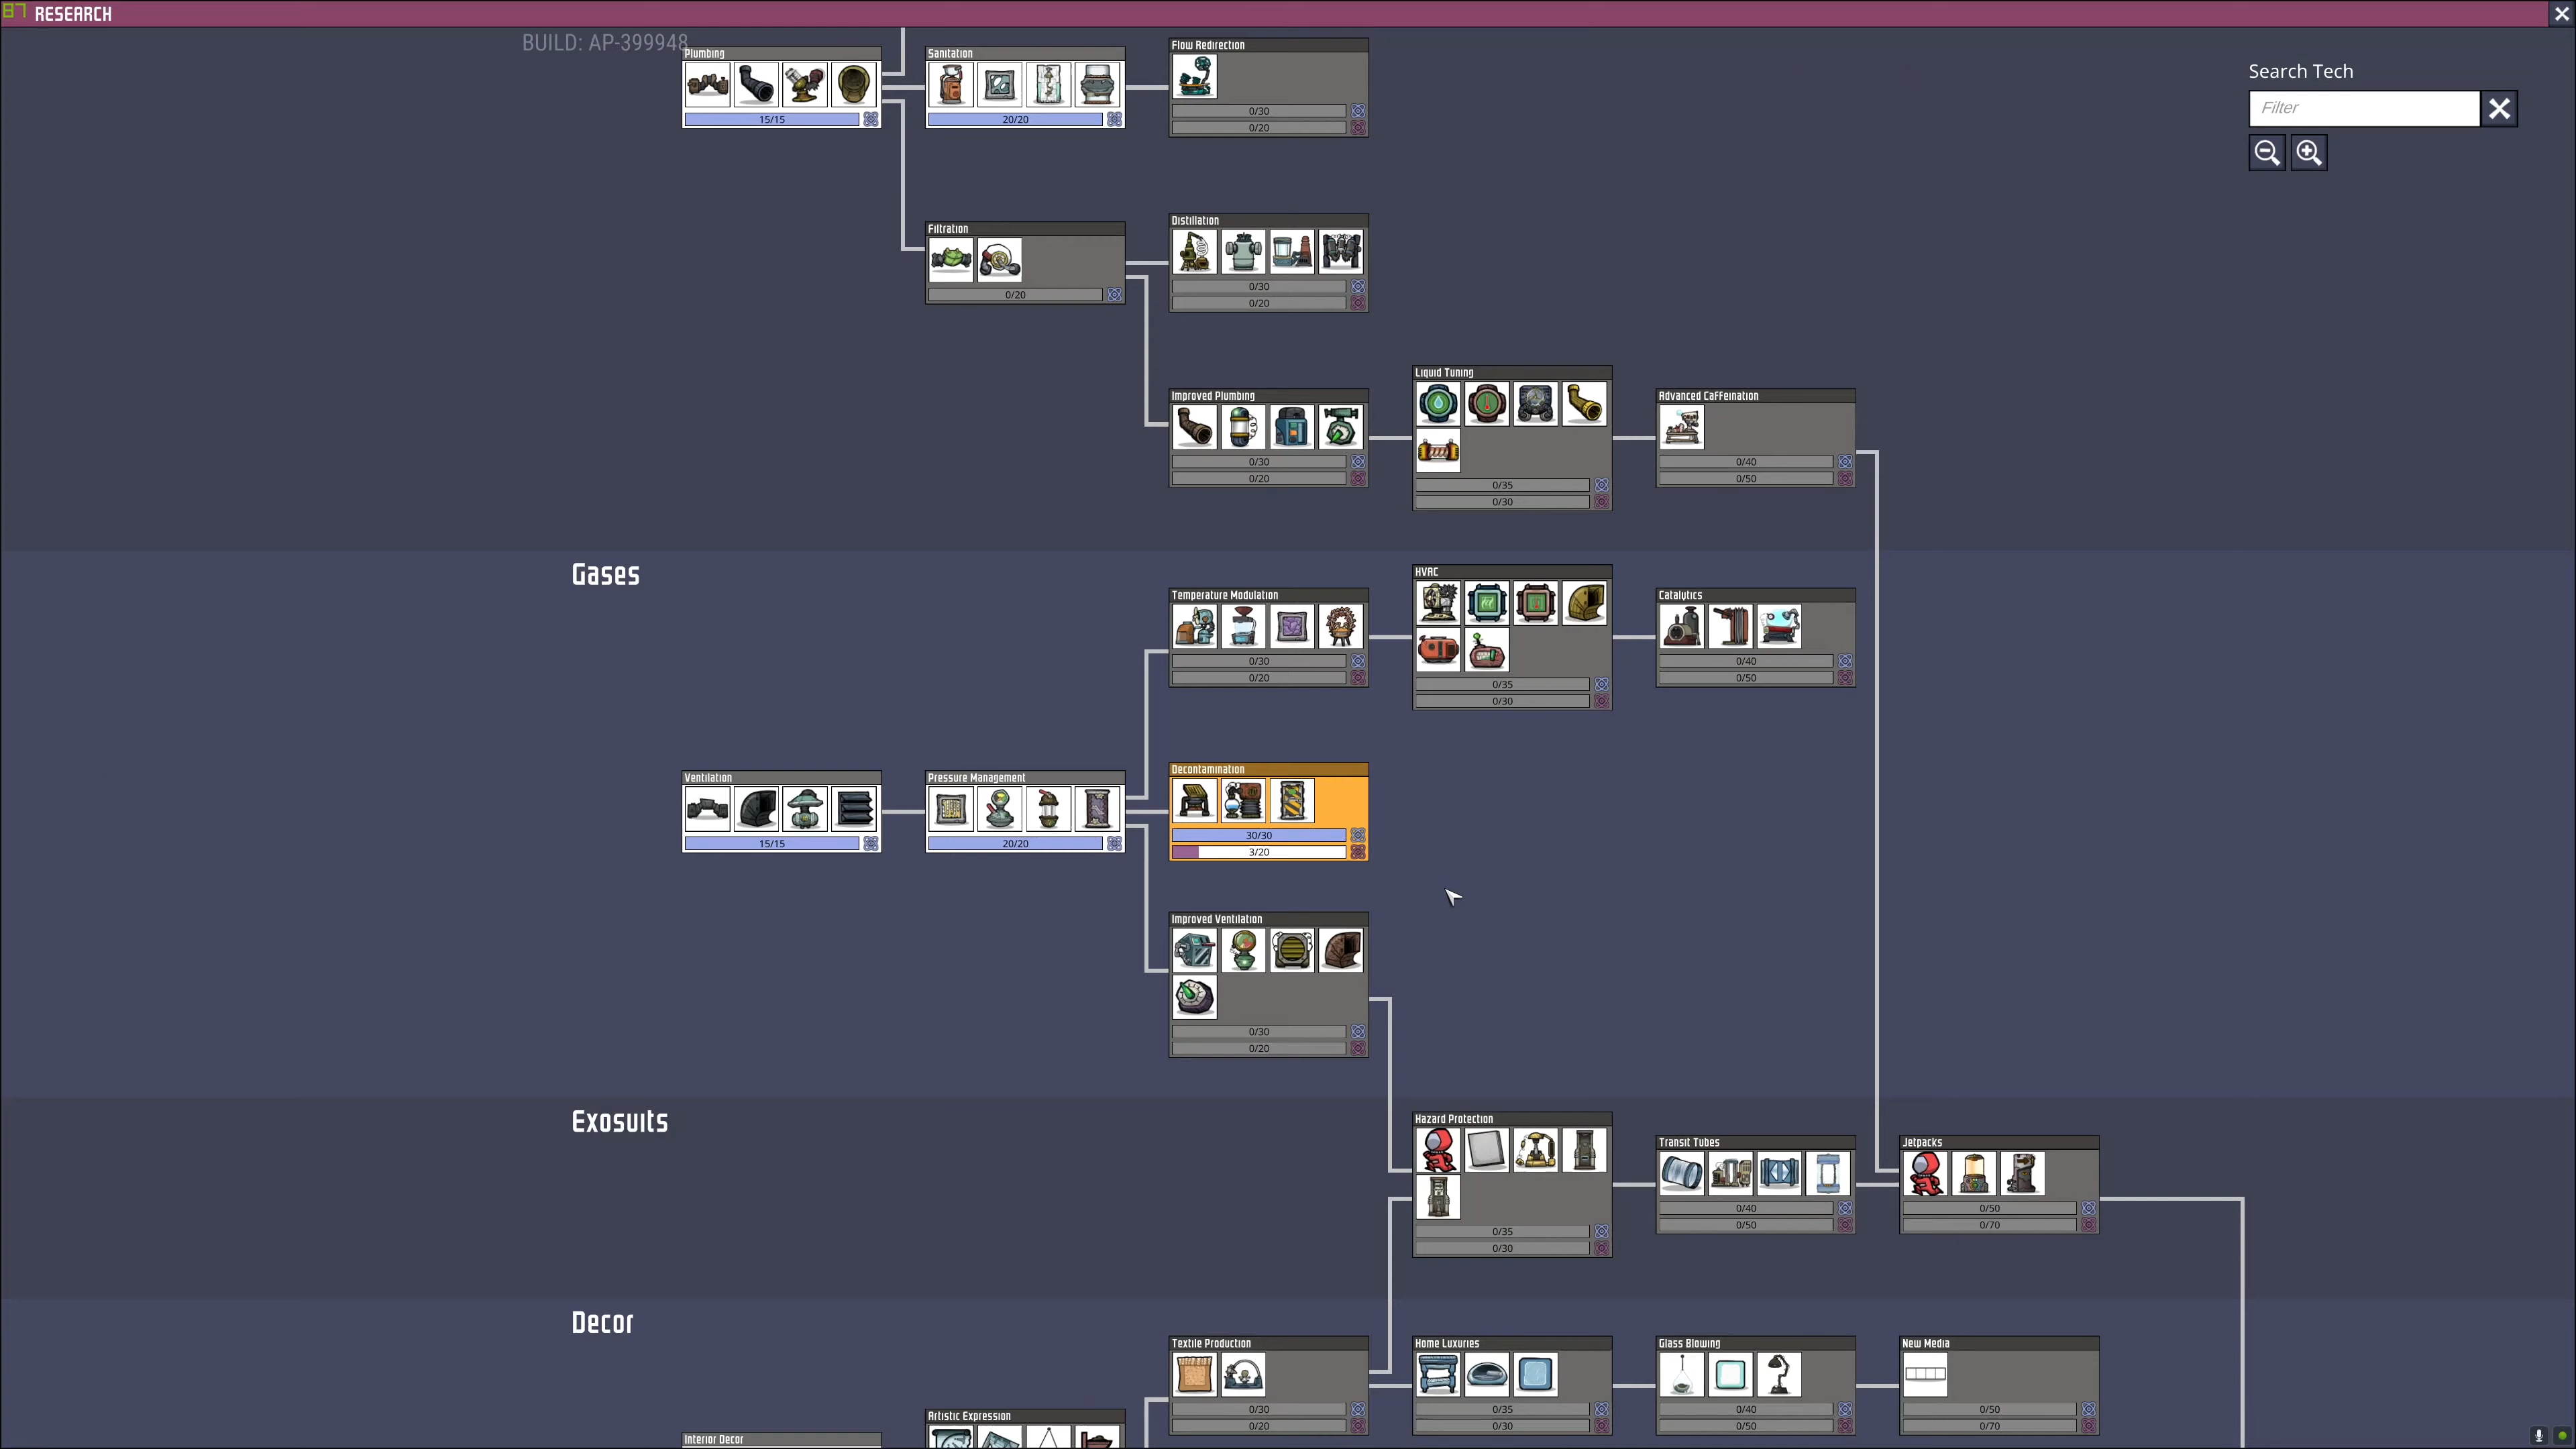 87 RESEARCH
BUILD: AP-399948
Search Tech
Filter
Plumbing
15/15
Sanitation
20/20
Flow Redirection
0/30
0/20
Filtration
0/20
Distillation
0/30
0/20
Improved Plumbing
0/30
0/20
Liquid Tuning
0/35
0/30
Advanced Caffeination
0/40
0/50
Gases
Temperature Modulation
0/30
0/20
HVAC
0/35
0/30
Catalytics
0/40
0/50
Ventilation
15/15
Pressure Management
20/20
Decontamination
30/30
3/20
Improved Ventilation
0/30
0/20
Exosuits
Hazard Protection
0/35
0/30
Transit Tubes
0/40
0/50
Jetpacks
0/50
0/70
Decor
Textile Production
0/30
0/20
Home Luxuries
0/35
0/30
Glass Blowing
0/40
0/50
New Media
0/50
0/70
Artistic Expression
Interior Decor